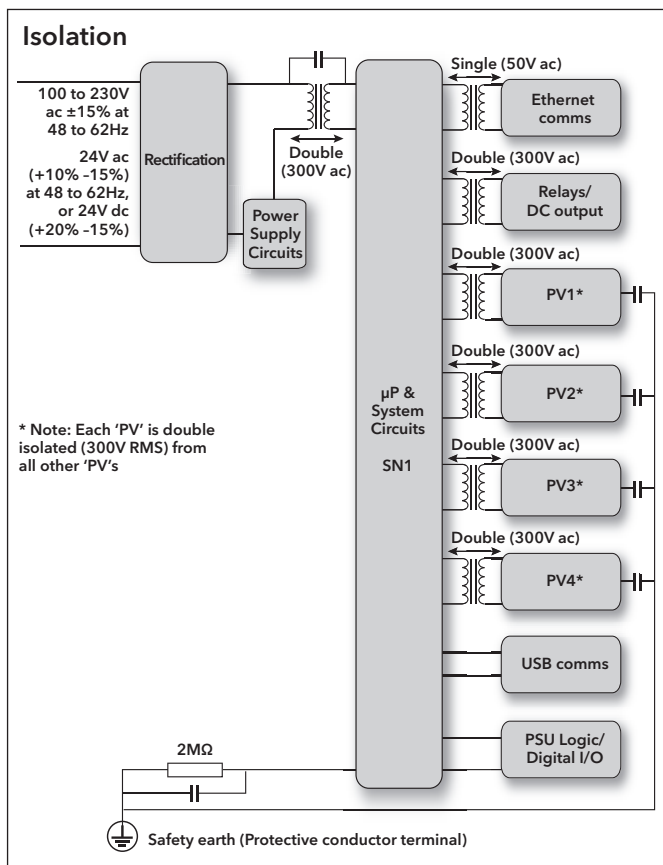 Isolation
100 to 230V
ac ±15% at
48 to 62Hz
24V ac
(+10% -15%)
at 48 to 62Hz,
or 24V dc
(+20% -15%)
Rectification
Double
(300V ac)
Power
Supply
Circuits
µP &
System
Circuits
SN1
Single (50V ac)
Ethernet
comms
Double (300V ac)
Relays/
DC output
Double (300V ac)
PV1*
Double (300V ac)
PV2*
Double (300V ac)
PV3*
Double (300V ac)
PV4*
USB comms
PSU Logic/
Digital I/O
* Note: Each ‘PV’ is double
isolated (300V RMS) from
all other ‘PV’s
2MΩ
Safety earth (Protective conductor terminal)